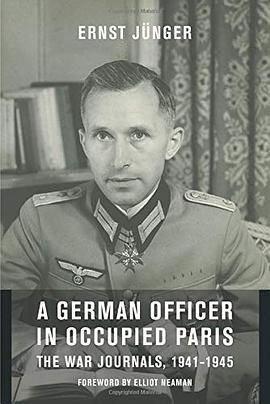 ERNST JÜNGER
A GERMAN OFFICER
IN OCCUPIED PARIS
THE WAR JOURNALS, 1941-1945
FOREWORD BY ELLIOT NEAMAN